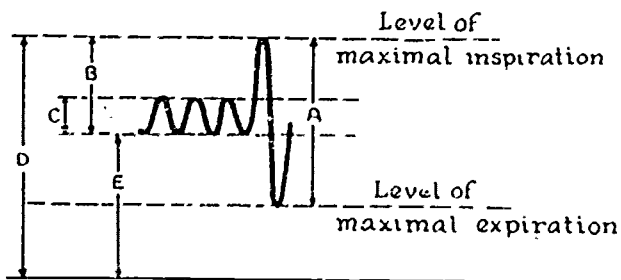 Level of
maximal inspiration
B
C
A
D
E
Level of
maximal expiration